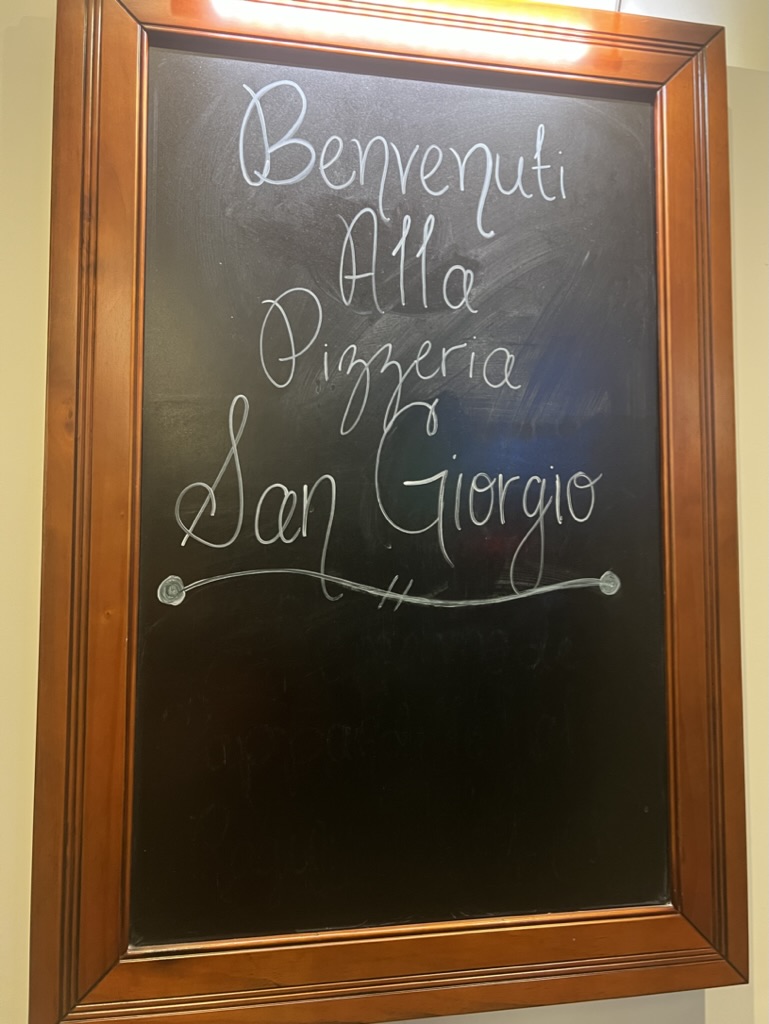 Benvenuti
Alla
Pizzeria
San Giorgio